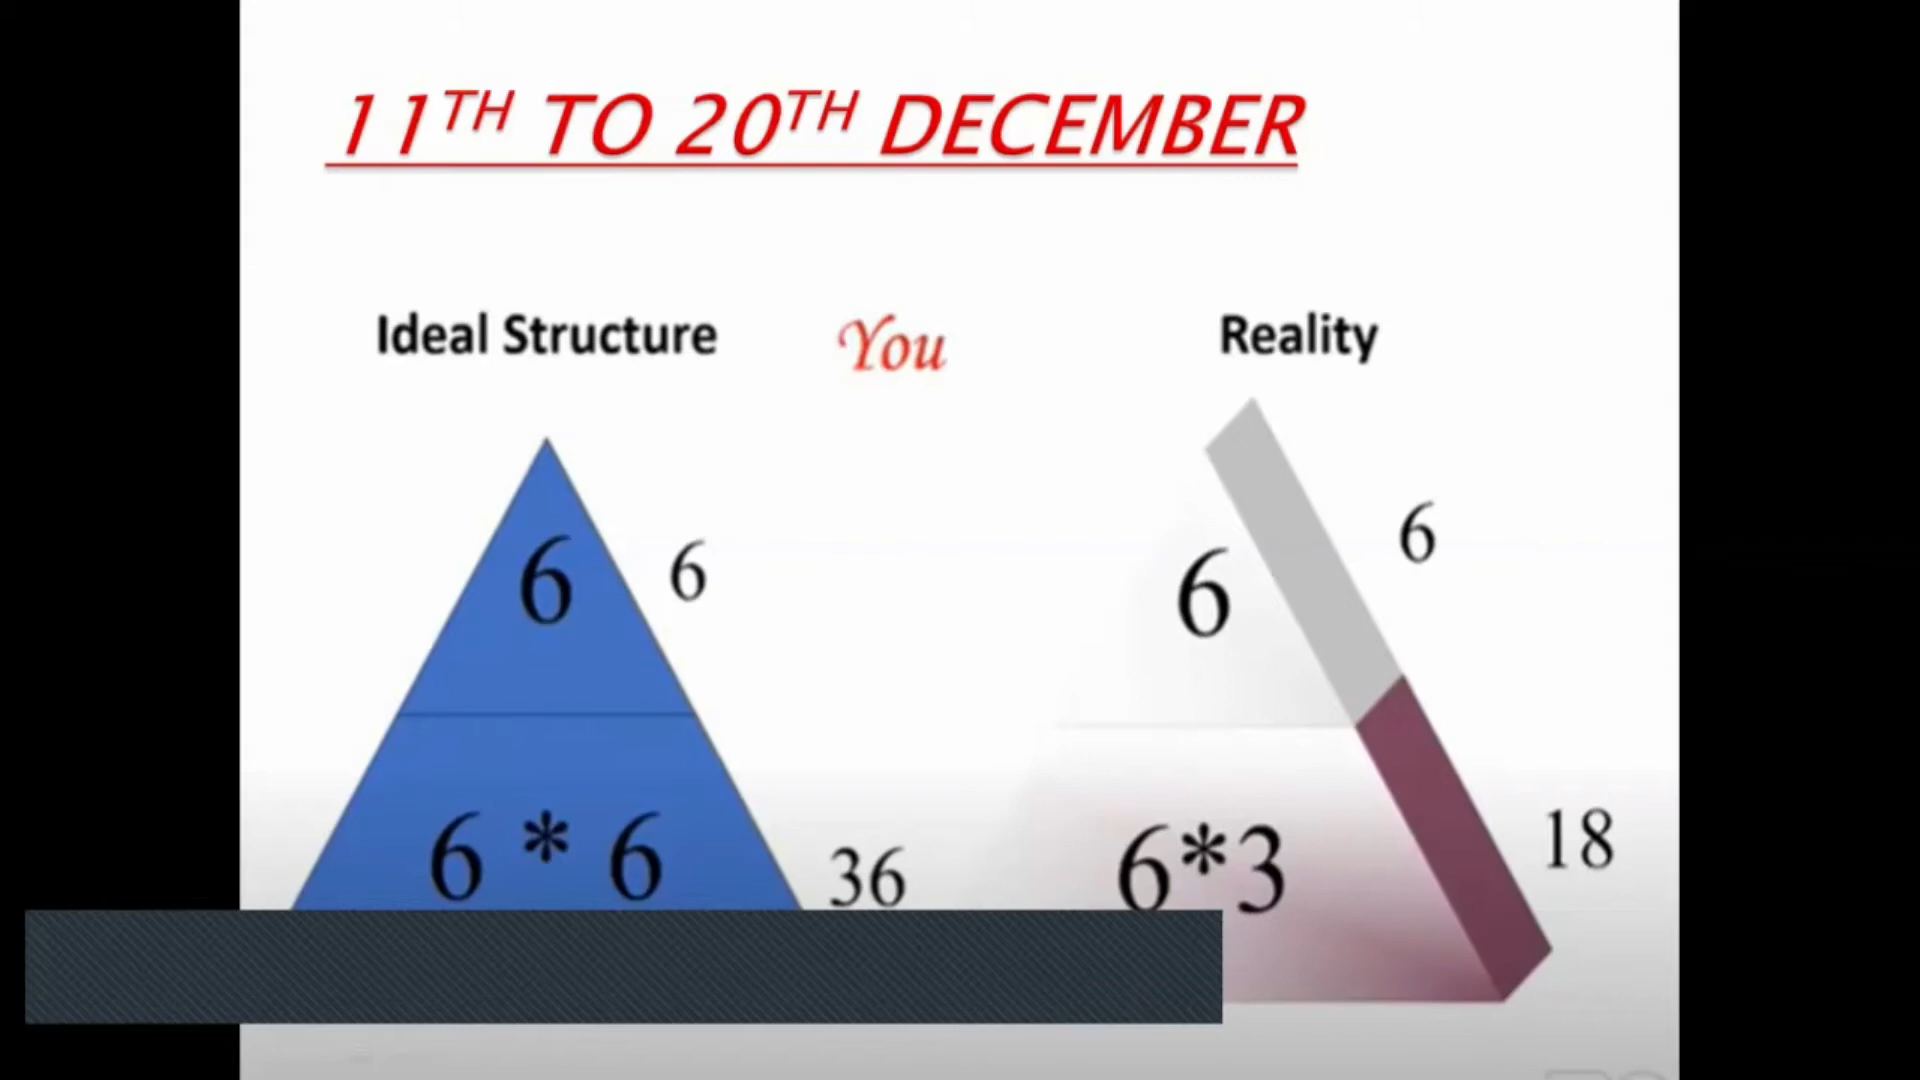 11TH TO 20TH DECEMBER
Ideal Structure You Reality
6 6 6 6
6 * 6 36 6*3 18